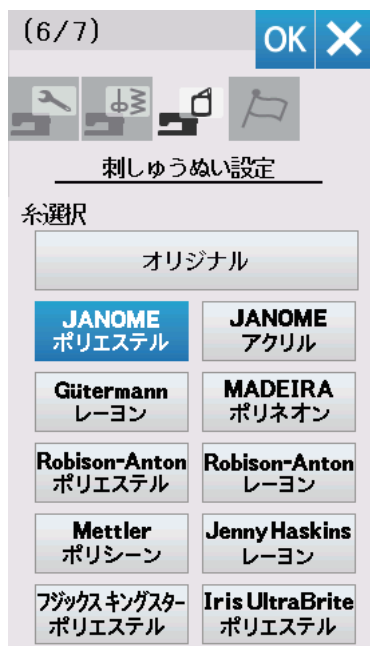 (6/7)
OK
刺しゅうぬい設定
糸選択
オリジナル
JANOME
ポリエステル
JANOME
アクリル
Gütermann
レーヨン
MADEIRA
ポリネオン
Robison-Anton
ポリエステル
Robison-Anton
レーヨン
Mettler
ポリシーン
Jenny Haskins
レーヨン
フジックス キングスター
ポリエステル
Iris UltraBrite
ポリエステル